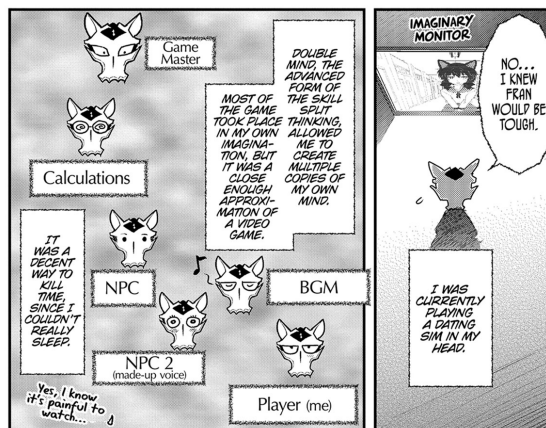 IMAGINARY
MONITOR
NO...
I KNEW
FRAN
WOULD BE
TOUGH.
I WAS
CURRENTLY
PLAYING
A DATING
SIM IN MY
HEAD.
DOUBLE
MIND, THE
ADVANCED
FORM OF
THE SKILL
SPLIT
THINKING,
ALLOWED
ME TO
CREATE
MULTIPLE
COPIES OF
MY OWN
MIND.
MOST OF
THE GAME
TOOK PLACE
IN MY OWN
IMAGINA-
TION, BUT
IT WAS A
CLOSE
ENOUGH
APPROXI-
MATION OF
A VIDEO
GAME.
Game
Master
Calculations
NPC
BGM
NPC 2
(made-up voice)
Player (me)
IT
WAS A
DECENT
WAY TO
KILL
TIME,
SINCE I
COULDN'T
REALLY
SLEEP.
Yes, I know
it's painful to
watch...